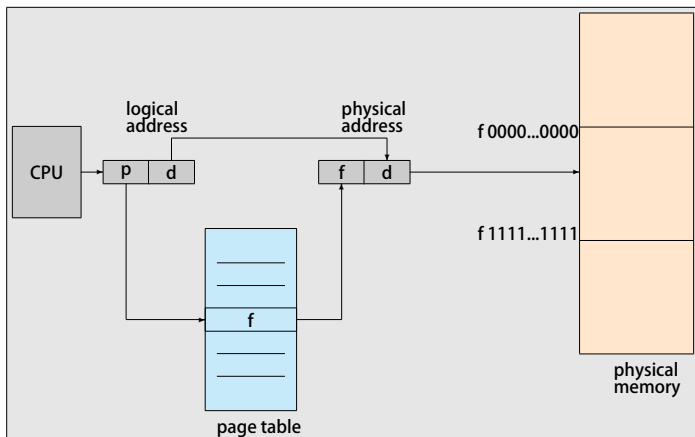 logical
address
physical
address
f 0000...0000
CPU
p
d
f
d
f 1111...1111
f
physical
memory
page table